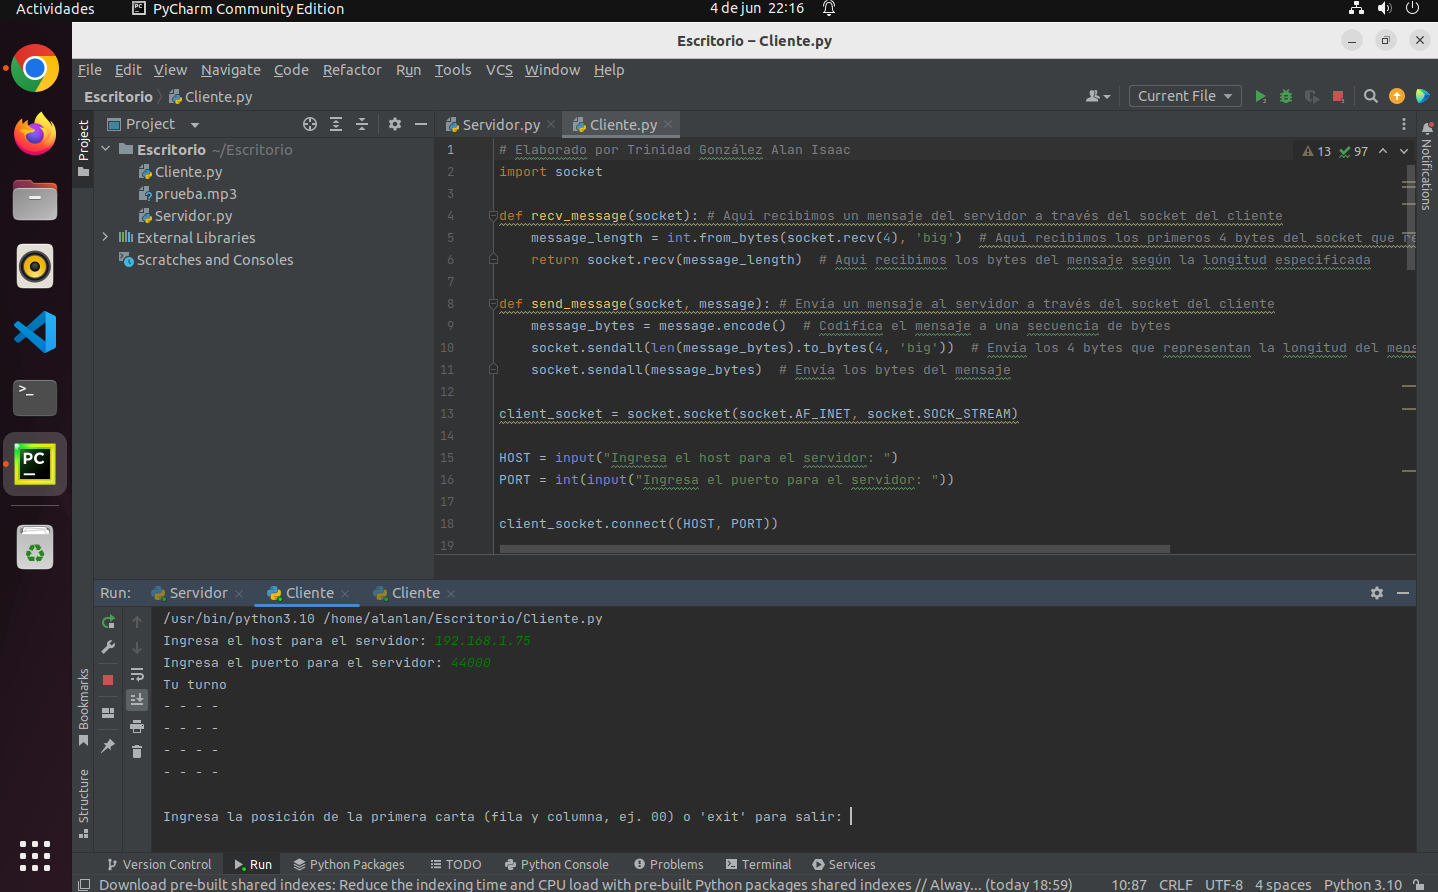 Actividades
PyCharm Community Edition
4 de jun 22:16
Escritorio – Cliente.py
File Edit View Navigate Code Refactor Run Tools VCS Window Help
Escritorio
Cliente.py
Current File
Project
Servidor.py
Cliente.py
Project
Escritorio ~/Escritorio
Cliente.py
prueba.mp3
Servidor.py
External Libraries
Scratches and Consoles
Notifications
13 97
1 # Elaborado por Trinidad González Alan Isaac
2 import socket
3
4 def recv_message(socket): # Aqui recibimos un mensaje del servidor a través del socket del cliente
5 message_length = int.from_bytes(socket.recv(4), 'big') # Aqui recibimos los primeros 4 bytes del socket que re
6 return socket.recv(message_length) # Aqui recibimos los bytes del mensaje según la longitud especificada
7
8 def send_message(socket, message): # Envía un mensaje al servidor a través del socket del cliente
9 message_bytes = message.encode() # Codifica el mensaje a una secuencia de bytes
10 socket.sendall(len(message_bytes).to_bytes(4, 'big')) # Envía los 4 bytes que representan la longitud del mens
11 socket.sendall(message_bytes) # Envía los bytes del mensaje
12
13 client_socket = socket.socket(socket.AF_INET, socket.SOCK_STREAM)
14
15 HOST = input("Ingresa el host para el servidor: ")
16 PORT = int(input("Ingresa el puerto para el servidor: "))
17
18 client_socket.connect((HOST, PORT))
19
Run: Servidor Cliente Cliente
/usr/bin/python3.10 /home/alanlan/Escritorio/Cliente.py
Ingresa el host para el servidor: 192.168.1.75
Ingresa el puerto para el servidor: 44000
Tu turno
- - - -
- - - -
- - - -
- - - -
Ingresa la posición de la primera carta (fila y columna, ej. 00) o 'exit' para salir:
Bookmarks
Structure
Version Control Run Python Packages TODO Python Console Problems Terminal Services
Download pre-built shared indexes: Reduce the indexing time and CPU load with pre-built Python packages shared indexes // Alway... (today 18:59) 10:87 CRLF UTF-8 4 spaces Python 3.10